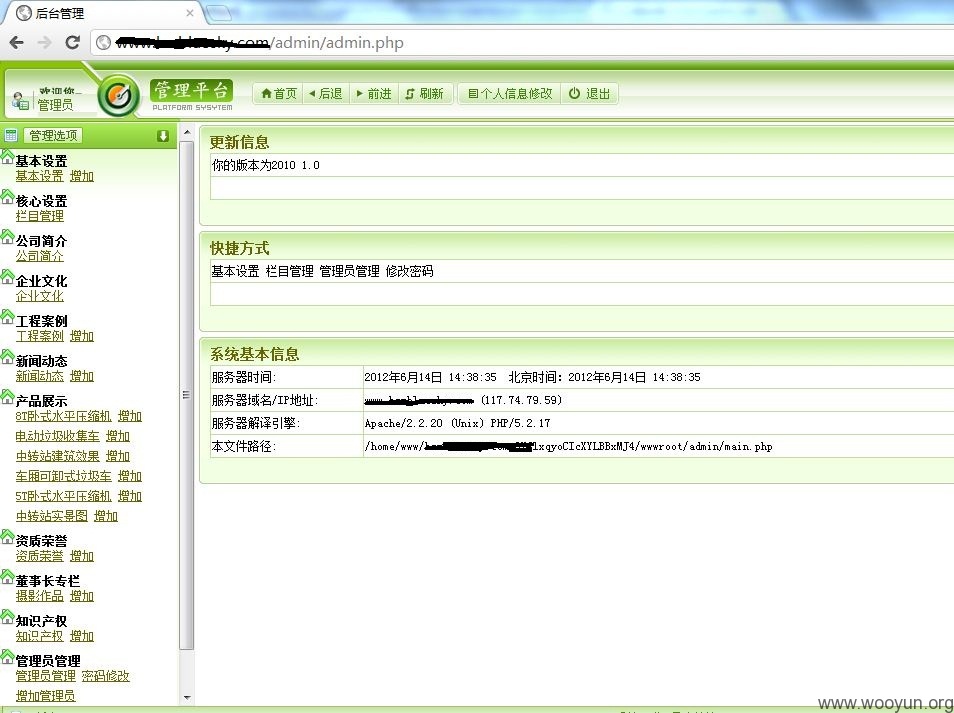 后台管理
/admin/admin.php
欢迎您-
管理员
管理平台
PLATFORM SYSYTEM
首页 后退 前进 刷新 个人信息修改 退出
管理选项
基本设置
基本设置 增加
核心设置
栏目管理
公司简介
公司简介
企业文化
企业文化
工程案例
工程案例 增加
新闻动态
新闻动态 增加
产品展示
8T卧式水平压缩机 增加
电动垃圾收集车 增加
中转站建筑效果 增加
车厢可卸式垃圾车 增加
5T卧式水平压缩机 增加
中转站实景图 增加
资质荣誉
资质荣誉 增加
董事长专栏
摄影作品 增加
知识产权
知识产权 增加
管理员管理
管理员管理 密码修改
增加管理员
更新信息
你的版本为2010 1.0
快捷方式
基本设置 栏目管理 管理员管理 修改密码
系统基本信息
服务器时间: 2012年6月14日 14:38:35 北京时间: 2012年6月14日 14:38:35
服务器域名/IP地址: (117.74.79.59)
服务器解译引擎: Apache/2.2.20 (Unix) PHP/5.2.17
本文件路径: /home/www/ lxqyoCIcXYLBBxMJ4/wwwroot/admin/main.php
www.wooyun.org